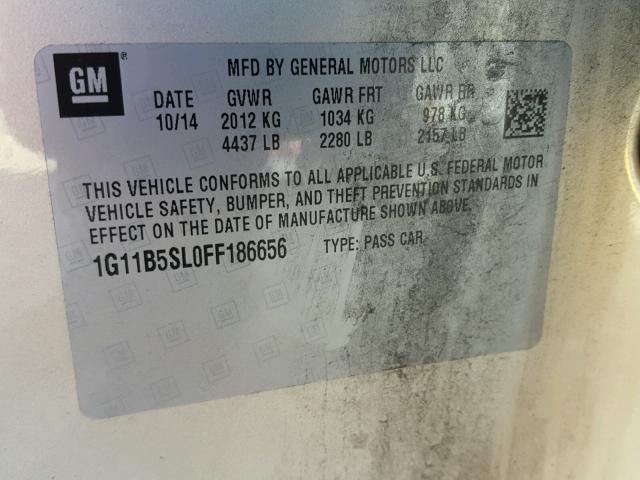 GM
MFD BY GENERAL MOTORS LLC
DATE GVWR GAWR FRT GAWR RR
10/14 2012 KG 1034 KG 978 KG
4437 LB 2280 LB 2157 LB
THIS VEHICLE CONFORMS TO ALL APPLICABLE U.S. FEDERAL MOTOR
VEHICLE SAFETY, BUMPER, AND THEFT PREVENTION STANDARDS IN
EFFECT ON THE DATE OF MANUFACTURE SHOWN ABOVE.
1G11B5SL0FF186656 TYPE: PASS CAR